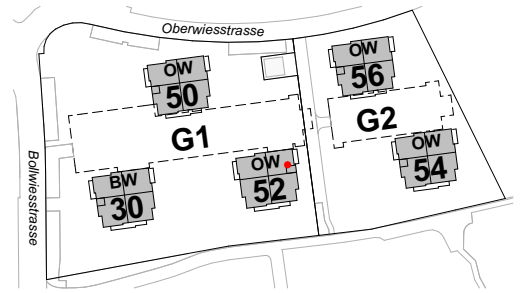 Oberwiesstrasse
OW
56
OW
50
G2
G1
OW
54
OW
52
BW
30
Bollwiesstrasse